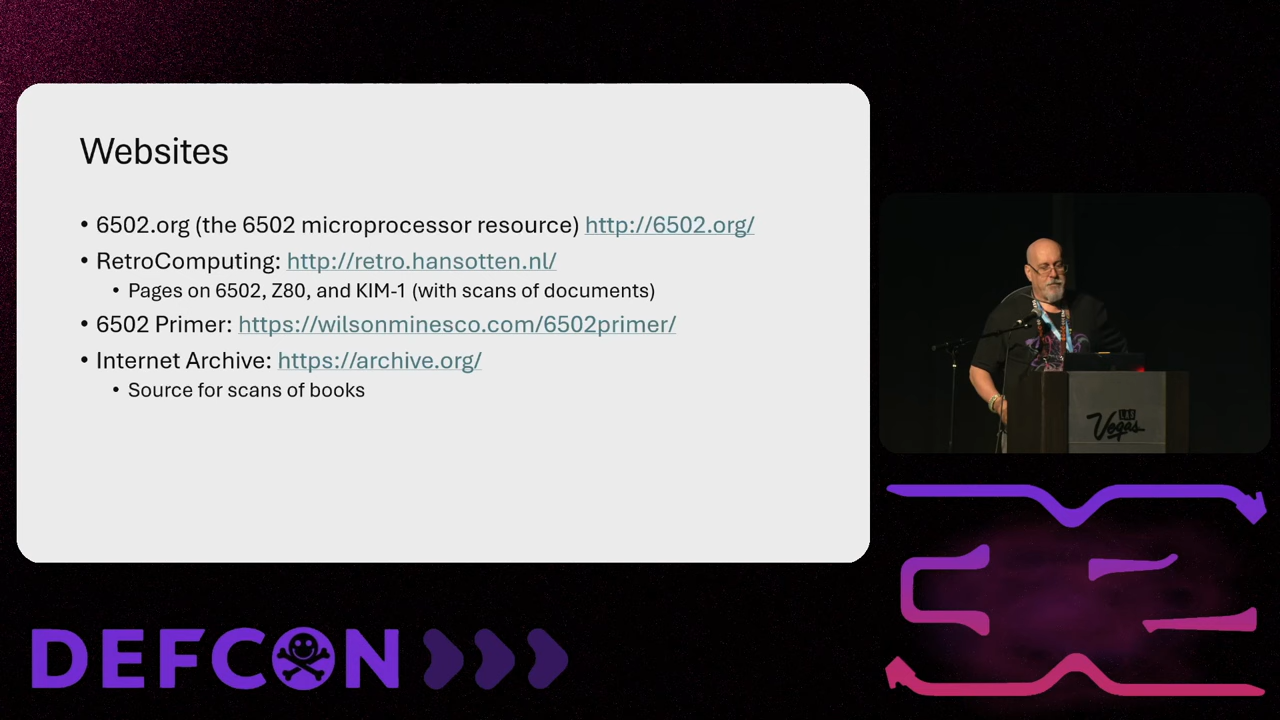 Websites
• 6502.org (the 6502 microprocessor resource) http://6502.org/
• RetroComputing: http://retro.hansotten.nl/
• Pages on 6502, Z80, and KIM-1 (with scans of documents)
• 6502 Primer: https://wilsonminesco.com/6502primer/
• Internet Archive: https://archive.org/
• Source for scans of books
Vegas
DEFCON